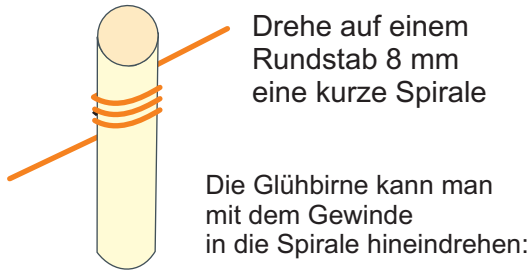 Drehe auf einem
Rundstab 8 mm
eine kurze Spirale
Die Glühbirne kann man
mit dem Gewinde
in die Spirale hineindrehen: